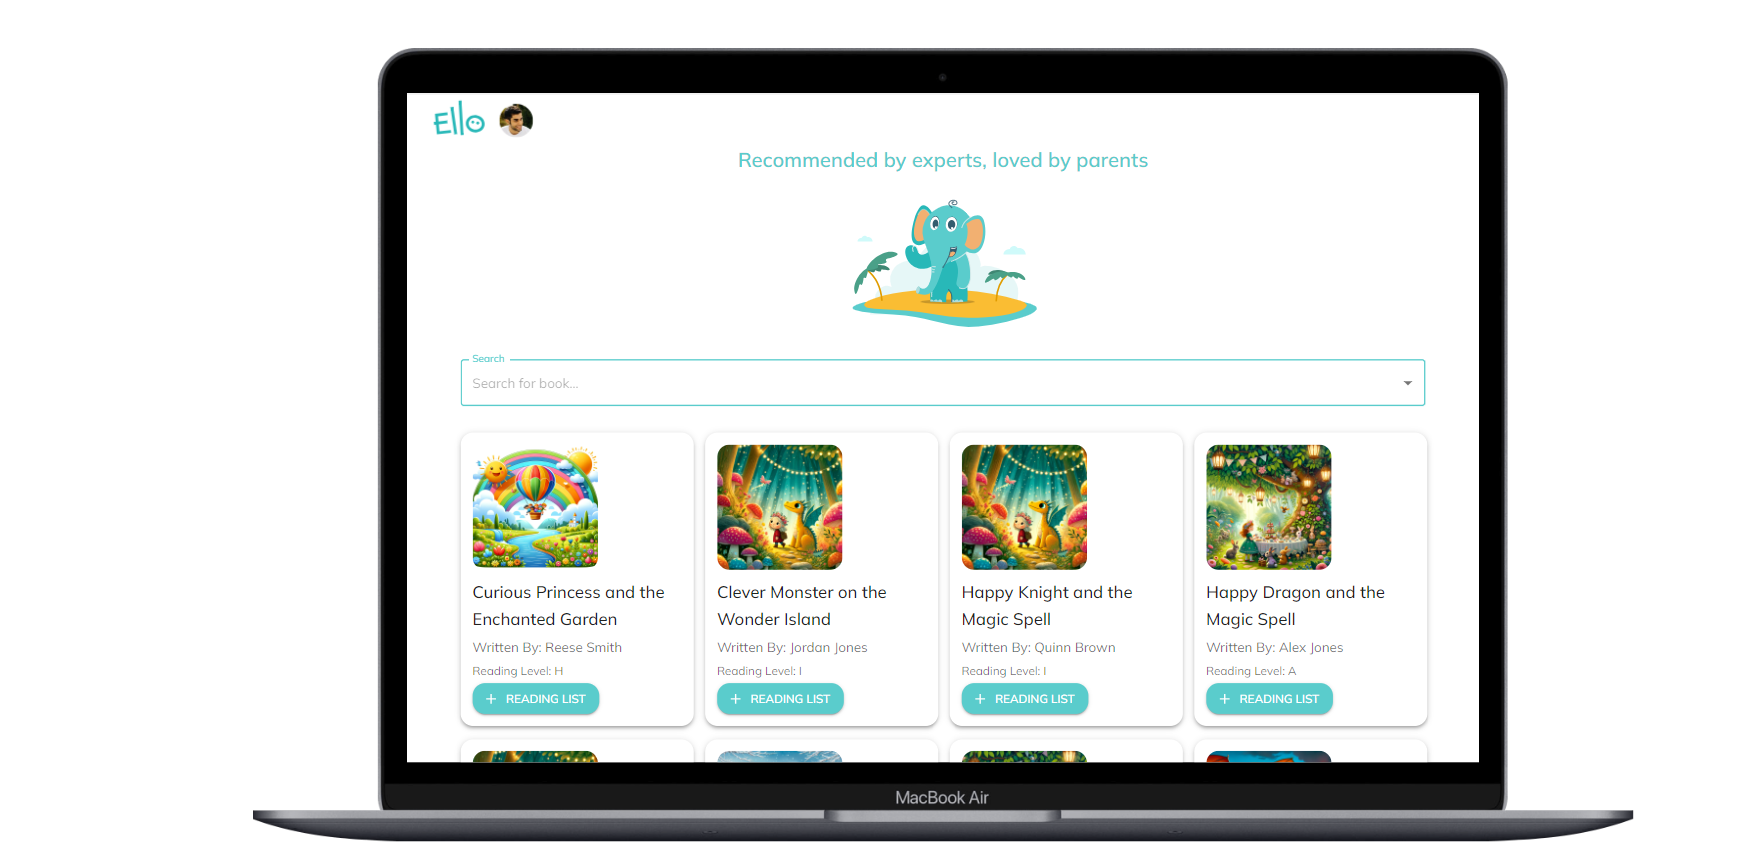 Ello
Recommended by experts, loved by parents
Search
Search for book...
Curious Princess and the
Enchanted Garden
Written By: Reese Smith
Reading Level: H
+ READING LIST
Clever Monster on the
Wonder Island
Written By: Jordan Jones
Reading Level: I
+ READING LIST
Happy Knight and the
Magic Spell
Written By: Quinn Brown
Reading Level: I
+ READING LIST
Happy Dragon and the
Magic Spell
Written By: Alex Jones
Reading Level: A
+ READING LIST
MacBook Air